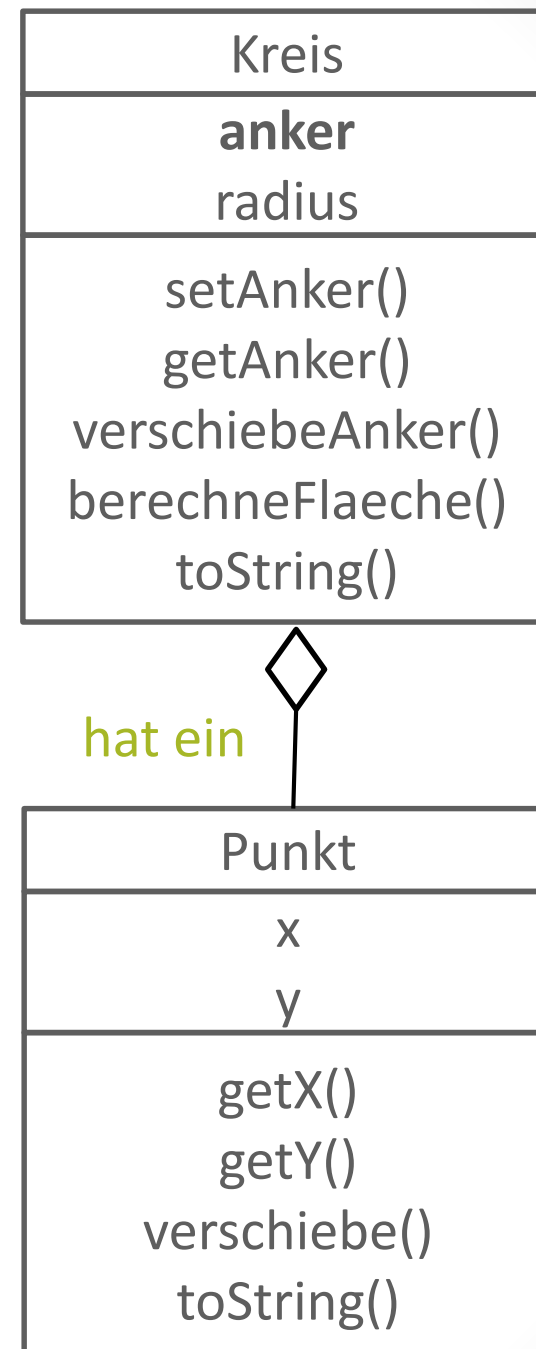 Kreis
anker
radius
setAnker()
getAnker()
verschiebeAnker()
berechneFlaeche()
toString()
hat ein
Punkt
x
y
getX()
getY()
verschiebe()
toString()